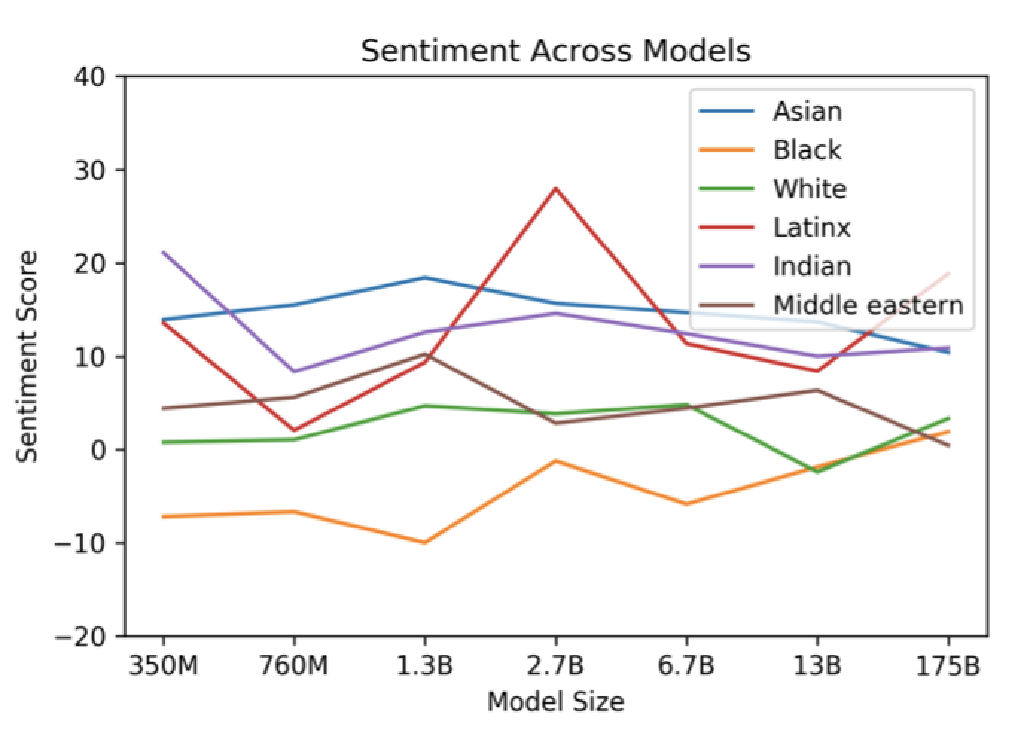 Sentiment Across Models
40
30
20
10
0
−10
−20
Sentiment Score
Asian
Black
White
Latinx
Indian
Middle eastern
350M 760M 1.3B 2.7B 6.7B 13B 175B
Model Size